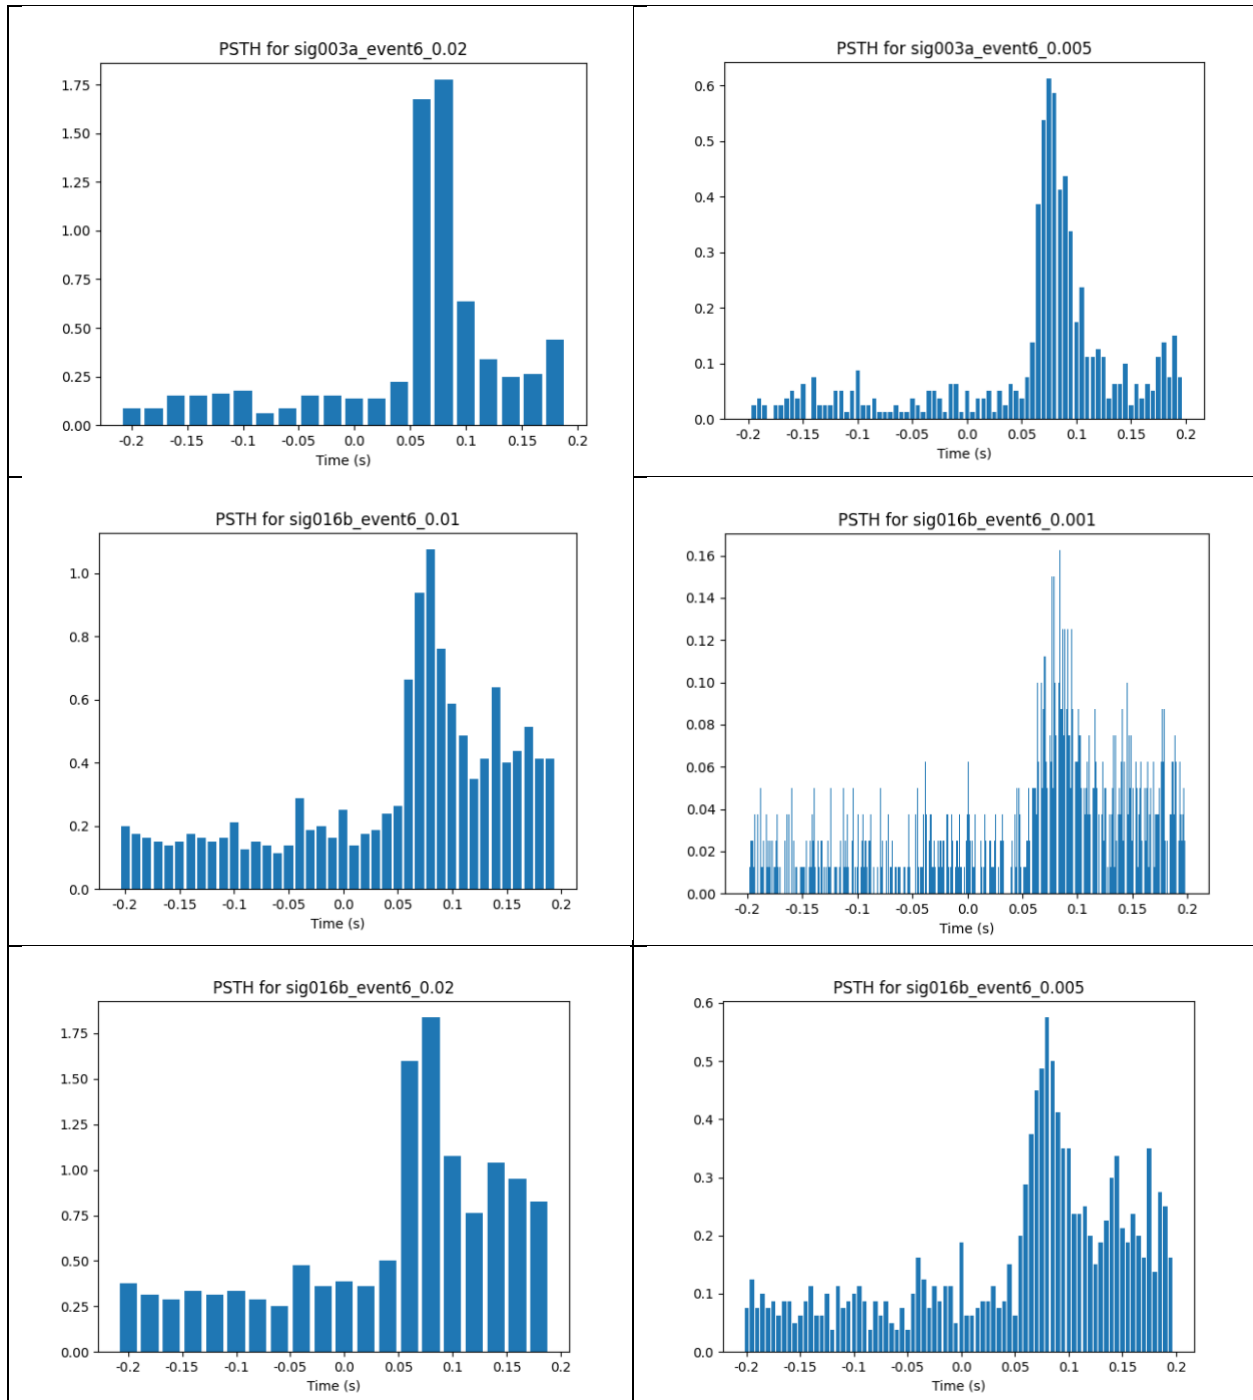 PSTH for sig003a_event6_0.02
1.75
1.50
1.25
1.00
0.75
0.50
0.25
0.00
-0.2 -0.15 -0.1 -0.05 0.0 0.05 0.1 0.15 0.2
Time (s)
PSTH for sig003a_event6_0.005
0.6
0.5
0.4
0.3
0.2
0.1
0.0
-0.2 -0.15 -0.1 -0.05 0.0 0.05 0.1 0.15 0.2
Time (s)
PSTH for sig016b_event6_0.01
1.0
0.8
0.6
0.4
0.2
0.0
-0.2 -0.15 -0.1 -0.05 0.0 0.05 0.1 0.15 0.2
Time (s)
PSTH for sig016b_event6_0.001
0.16
0.14
0.12
0.10
0.08
0.06
0.04
0.02
0.00
-0.2 -0.15 -0.1 -0.05 0.0 0.05 0.1 0.15 0.2
Time (s)
PSTH for sig016b_event6_0.02
1.75
1.50
1.25
1.00
0.75
0.50
0.25
0.00
-0.2 -0.15 -0.1 -0.05 0.0 0.05 0.1 0.15 0.2
Time (s)
PSTH for sig016b_event6_0.005
0.6
0.5
0.4
0.3
0.2
0.1
0.0
-0.2 -0.15 -0.1 -0.05 0.0 0.05 0.1 0.15 0.2
Time (s)